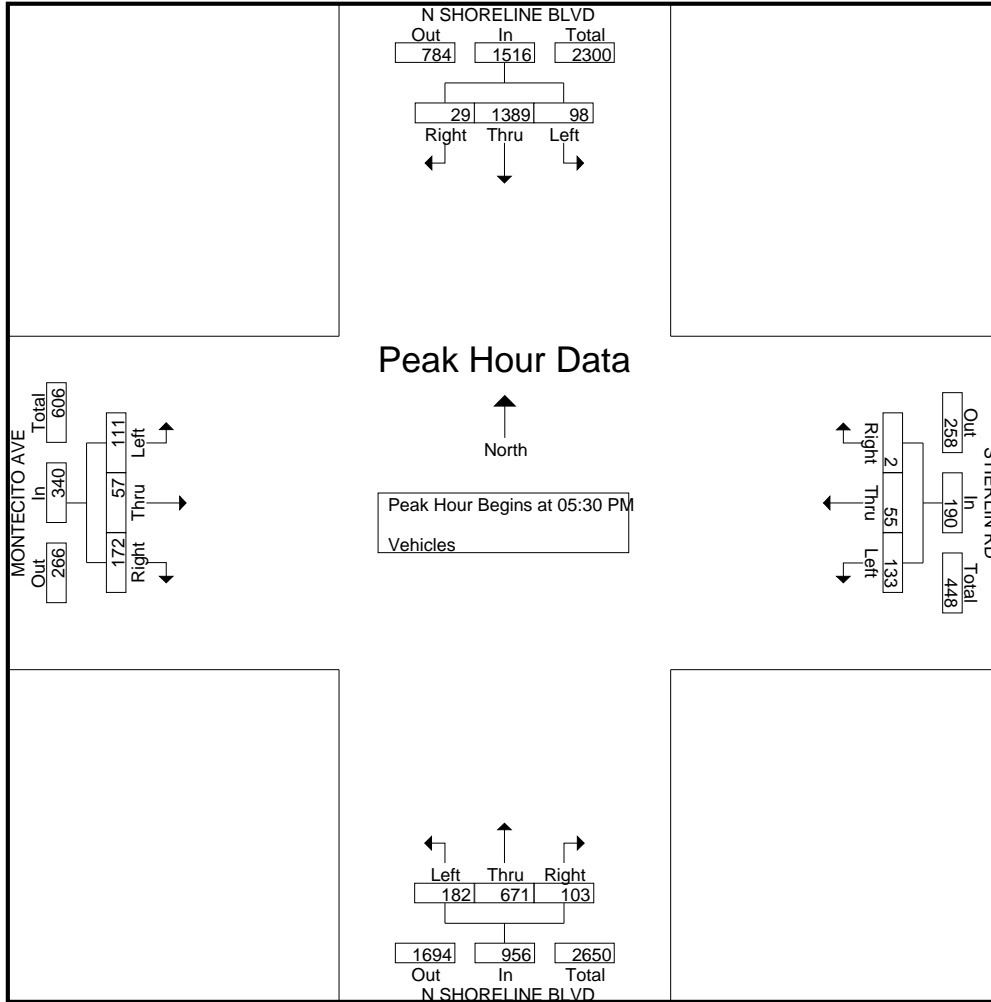 N SHORELINE BLVD
Out In Total
784 1516 2300
29 1389 98
Right Thru Left
Peak Hour Data
North
Peak Hour Begins at 05:30 PM
Vehicles
MONTECITO AVE
Out In Total
266 340 606
172 57 111
Right Thru Left
Right Thru Left
2 55 133
Out In Total
258 190 448
STIERLIN RD
Left Thru Right
182 671 103
1694 956 2650
Out In Total
N SHORELINE BLVD